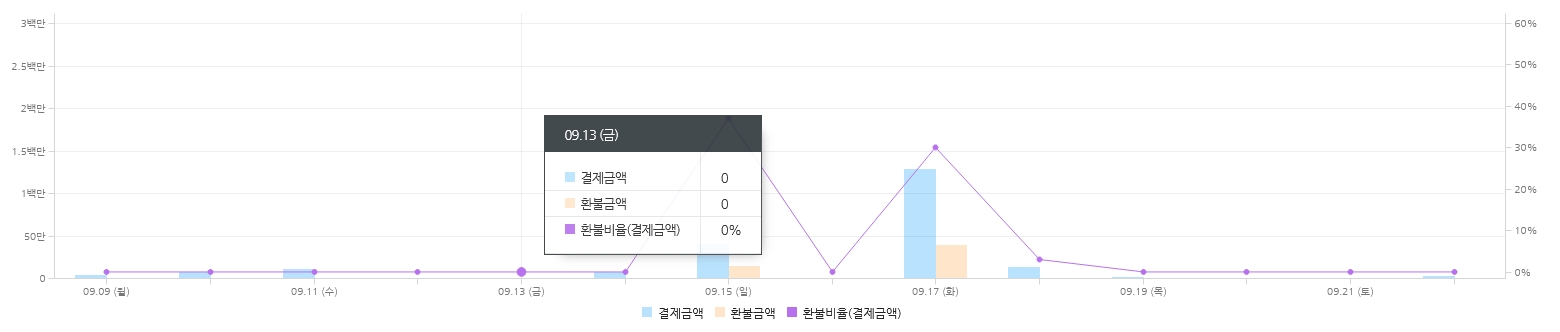 3백만
60%
2.5백만
50%
2백만
40%
09.13 (금)
1.5백만
30%
결제금액 0
1백만
20%
환불금액 0
환불비율(결제금액) 0%
50만
10%
0
0%
09.09 (월) 09.11 (수) 09.13 (금) 09.15 (일) 09.17 (화) 09.19 (목) 09.21 (토)
결제금액 환불금액 환불비율(결제금액)